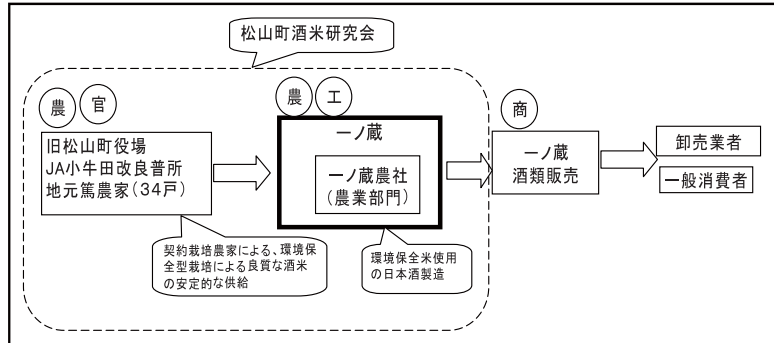 松山町酒米研究会
農
官
旧松山町役場
JA小牛田改良普所
地元篤農家(34戸)
農
工
一ノ蔵
一ノ蔵農社
(農業部門)
商
一ノ蔵
酒類販売
卸売業者
一般消費者
契約栽培農家による、環境保
全型栽培による良質な酒米
の安定的な供給
環境保全米使用
の日本酒製造